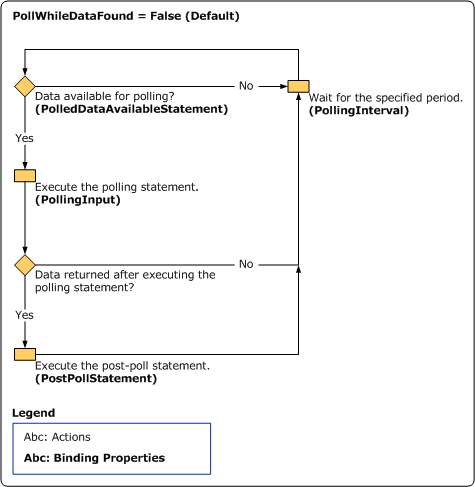 PollWhileDataFound = False (Default)
Data available for polling?
(PolledDataAvailableStatement)
No
Wait for the specified period.
(PollingInterval)
Yes
Execute the polling statement.
(PollingInput)
Data returned after executing the
polling statement?
No
Yes
Execute the post-poll statement.
(PostPollStatement)
Legend
Abc: Actions
Abc: Binding Properties